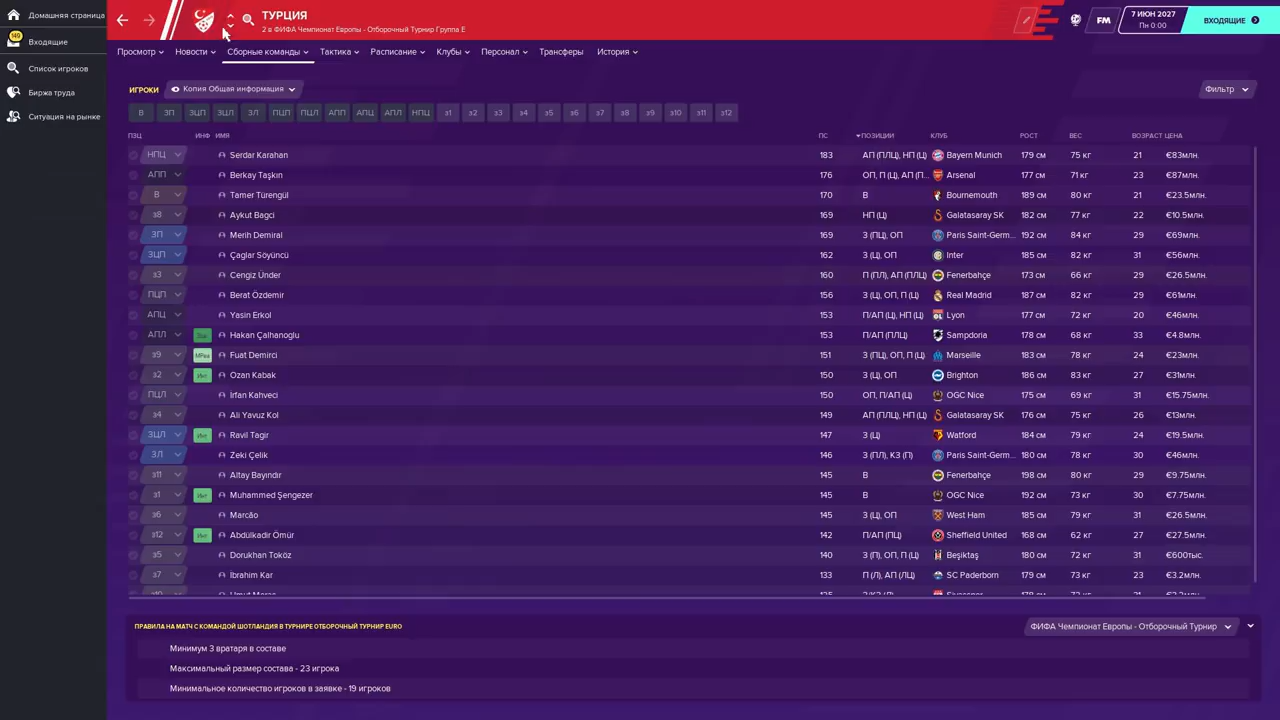 Домашняя страница
149
Входящие
Список игроков
Биржа труда
Ситуация на рынке
ТУРЦИЯ
2 в ФИФА Чемпионат Европы - Отборочный Турнир Группа E
FM
7 ИЮН 2027
Пн 0:00
ВХОДЯЩИЕ
Просмотр Новости Сборные команды Тактика Расписание Клубы Персонал Трансферы История
ИГРОКИ Копия Общая информация Фильтр
В ЗП ЗЦП ЗЦЛ ЗЛ ПЦП ПЦЛ АПП АПЦ АПЛ НПЦ з1 з2 з3 з4 з5 з6 з7 з8 з9 з10 з11 з12
ПЗЦ ИНФ ИМЯ ПС ПОЗИЦИИ КЛУБ РОСТ ВЕС ВОЗРАСТ ЦЕНА
НПЦ Serdar Karahan 183 АП (ПЛЦ), НП (Ц) Bayern Munich 179 см 75 кг 21 €83млн.
АПП Berkay Taşkın 176 ОП, П (Ц), АП (П... Arsenal 177 см 71 кг 23 €87млн.
В Tamer Türengül 170 В Bournemouth 189 см 80 кг 21 €23.5млн.
з8 Aykut Bagci 169 НП (Ц) Galatasaray SK 182 см 77 кг 22 €10.5млн.
ЗП Merih Demiral 169 З (ПЦ), ОП Paris Saint-Germ... 192 см 84 кг 29 €69млн.
ЗЦП Çaglar Söyüncü 162 З (Ц), ОП Inter 185 см 82 кг 31 €56млн.
з3 Cengiz Ünder 160 П (ПЛ), АП (ПЛЦ) Fenerbahçe 173 см 66 кг 29 €26.5млн.
ПЦП Berat Özdemir 156 З (Ц), ОП, П (Ц) Real Madrid 187 см 82 кг 29 €61млн.
АПЦ Yasin Erkol 153 П/АП (Ц), НП (Ц) Lyon 177 см 72 кг 20 €46млн.
АПЛ Hakan Çalhanoglu 153 П/АП (ПЛЦ) Sampdoria 178 см 68 кг 33 €4.8млн.
з9 Fuat Demirci 151 З (ПЦ), ОП, П (Ц) Marseille 183 см 78 кг 24 €23млн.
з2 Инт Ozan Kabak 150 З (Ц), ОП Brighton 186 см 83 кг 27 €31млн.
ПЦЛ İrfan Kahveci 150 ОП, П/АП (Ц) OGC Nice 175 см 69 кг 31 €15.75млн.
з4 Ali Yavuz Kol 149 АП (ПЛЦ), НП (Ц) Galatasaray SK 176 см 75 кг 26 €13млн.
ЗЦЛ Инт Ravil Tagir 147 З (Ц) Watford 184 см 79 кг 24 €19.5млн.
ЗЛ Zeki Çelik 146 З (ПЛ), КЗ (П) Paris Saint-Germ... 180 см 78 кг 30 €46млн.
з11 Altay Bayındır 145 В Fenerbahçe 198 см 80 кг 29 €9.75млн.
з1 Инт Muhammed Şengezer 145 В OGC Nice 192 см 73 кг 30 €7.75млн.
з6 Marcão 145 З (Ц), ОП West Ham 185 см 79 кг 31 €26.5млн.
з12 Инт Abdülkadir Ömür 142 П/АП (ПЦ) Sheffield United 168 см 62 кг 27 €27.5млн.
з5 Dorukhan Toköz 140 З (П), ОП, П (Ц) Beşiktaş 180 см 72 кг 31 €600тыс.
з7 İbrahim Kar 133 П (Л), АП (ЛЦ) SC Paderborn 179 см 73 кг 23 €3.2млн.
ПРАВИЛА НА МАТЧ С КОМАНДОЙ ШОТЛАНДИЯ В ТУРНИРЕ ОТБОРОЧНЫЙ ТУРНИР EURO ФИФА Чемпионат Европы - Отборочный Турнир
Минимум 3 вратаря в составе
Максимальный размер состава - 23 игрока
Минимальное количество игроков в заявке - 19 игроков